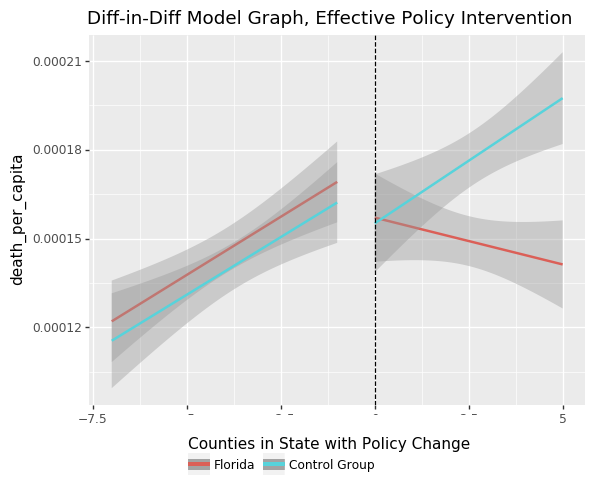 Diff-in-Diff Model Graph, Effective Policy Intervention
0.00021
0.00018
death_per_capita
0.00015
0.00012
−7.5 5
Counties in State with Policy Change
Florida Control Group